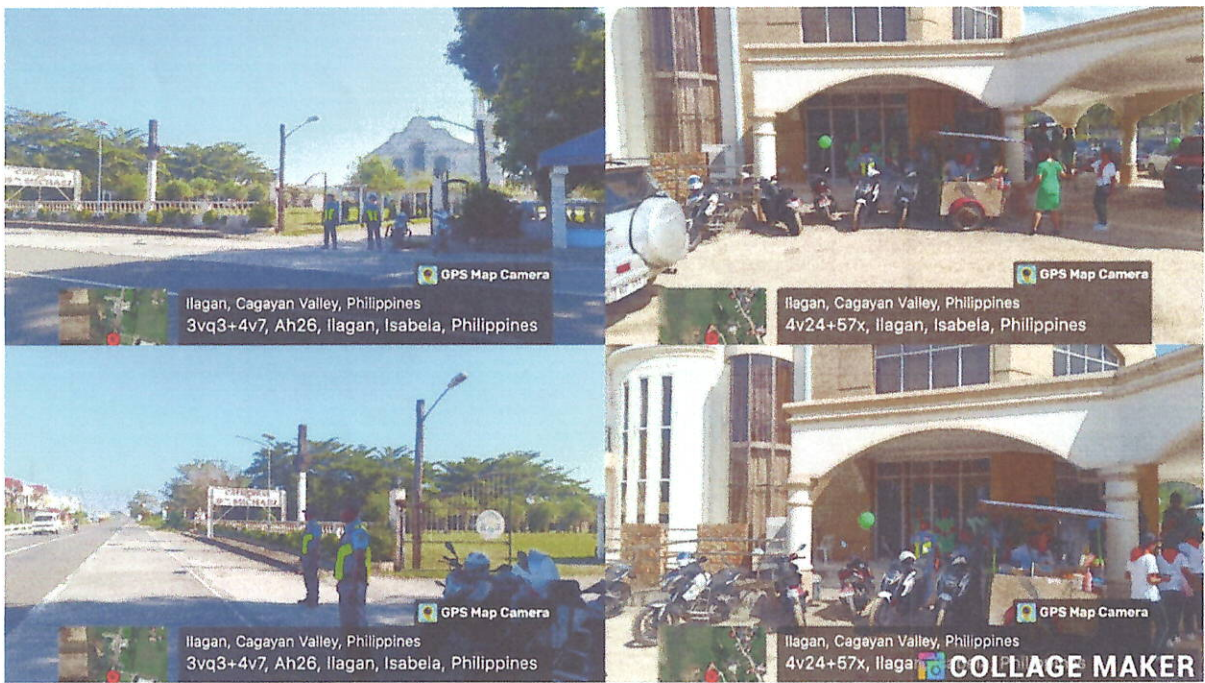 GPS Map Camera
Ilagan, Cagayan Valley, Philippines
3vq3+4v7, Ah26, Ilagan, Isabela, Philippines
GPS Map Camera
Ilagan, Cagayan Valley, Philippines
4v24+57x, Ilagan, Isabela, Philippines
GPS Map Camera
Ilagan, Cagayan Valley, Philippines
3vq3+4v7, Ah26, Ilagan, Isabela, Philippines
GPS Map Camera
Ilagan, Cagayan Valley, Philippines
4v24+57x, Ilagan
COLLAGE MAKER